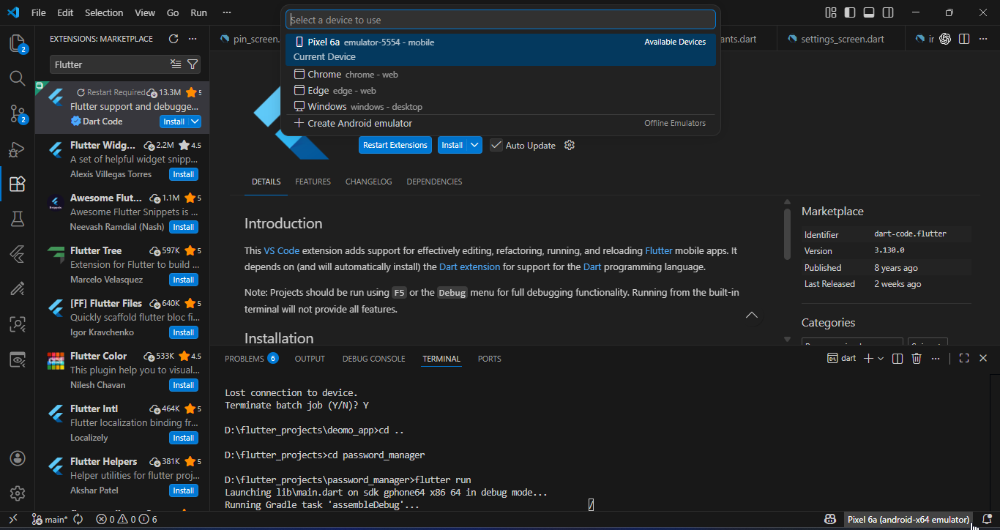 File Edit Selection View Go Run ···
Select a device to use
Pixel 6a emulator-5554 - mobile Available Devices
Current Device
Chrome chrome - web
Edge edge - web
Windows windows - desktop
Create Android emulator Offline Emulators
EXTENSIONS: MARKETPLACE
pin_screen.
ants.dart
settings_screen.dart
2
Flutter
Restart Required 13.3M 5
Flutter support and debugge...
Dart Code Install
2
Flutter Widg... 2.2M 4.5
A set of helpful widget snipp...
Alexis Villegas Torres Install
Awesome Flut... 1.1M 5
Awesome Flutter Snippets is ...
Neevash Ramdial (Nash) Install
Flutter Tree 597K 5
Extension for Flutter to build ...
Marcelo Velasquez Install
[FF] Flutter Files 640K 5
Quickly scaffold flutter bloc fi...
Igor Kravchenko Install
Flutter Color 533K 4.5
This plugin help you to visual...
Nilesh Chavan Install
Flutter Intl 464K 5
Flutter localization binding fr...
Localizely Install
Flutter Helpers 381K 5
Helper utilities for flutter proj...
Akshar Patel Install
Restart Extensions Install Auto Update
DETAILS FEATURES CHANGELOG DEPENDENCIES
Introduction
This VS Code extension adds support for effectively editing, refactoring, running, and reloading Flutter mobile apps. It
depends on (and will automatically install) the Dart extension for support for the Dart programming language.
Note: Projects should be run using F5 or the Debug menu for full debugging functionality. Running from the built-in
terminal will not provide all features.
Installation
Marketplace
Identifier dart-code.flutter
Version 3.130.0
Published 8 years ago
Last Released 2 weeks ago
Categories
PROBLEMS 6 OUTPUT DEBUG CONSOLE TERMINAL PORTS
dart
Lost connection to device.
Terminate batch job (Y/N)? Y
D:\flutter_projects\deomo_app>cd ..
D:\flutter_projects>cd password_manager
D:\flutter_projects\password_manager>flutter run
Launching lib\main.dart on sdk gphone64 x86 64 in debug mode...
Running Gradle task 'assembleDebug'... /
main* 0 0 6
Pixel 6a (android-x64 emulator)